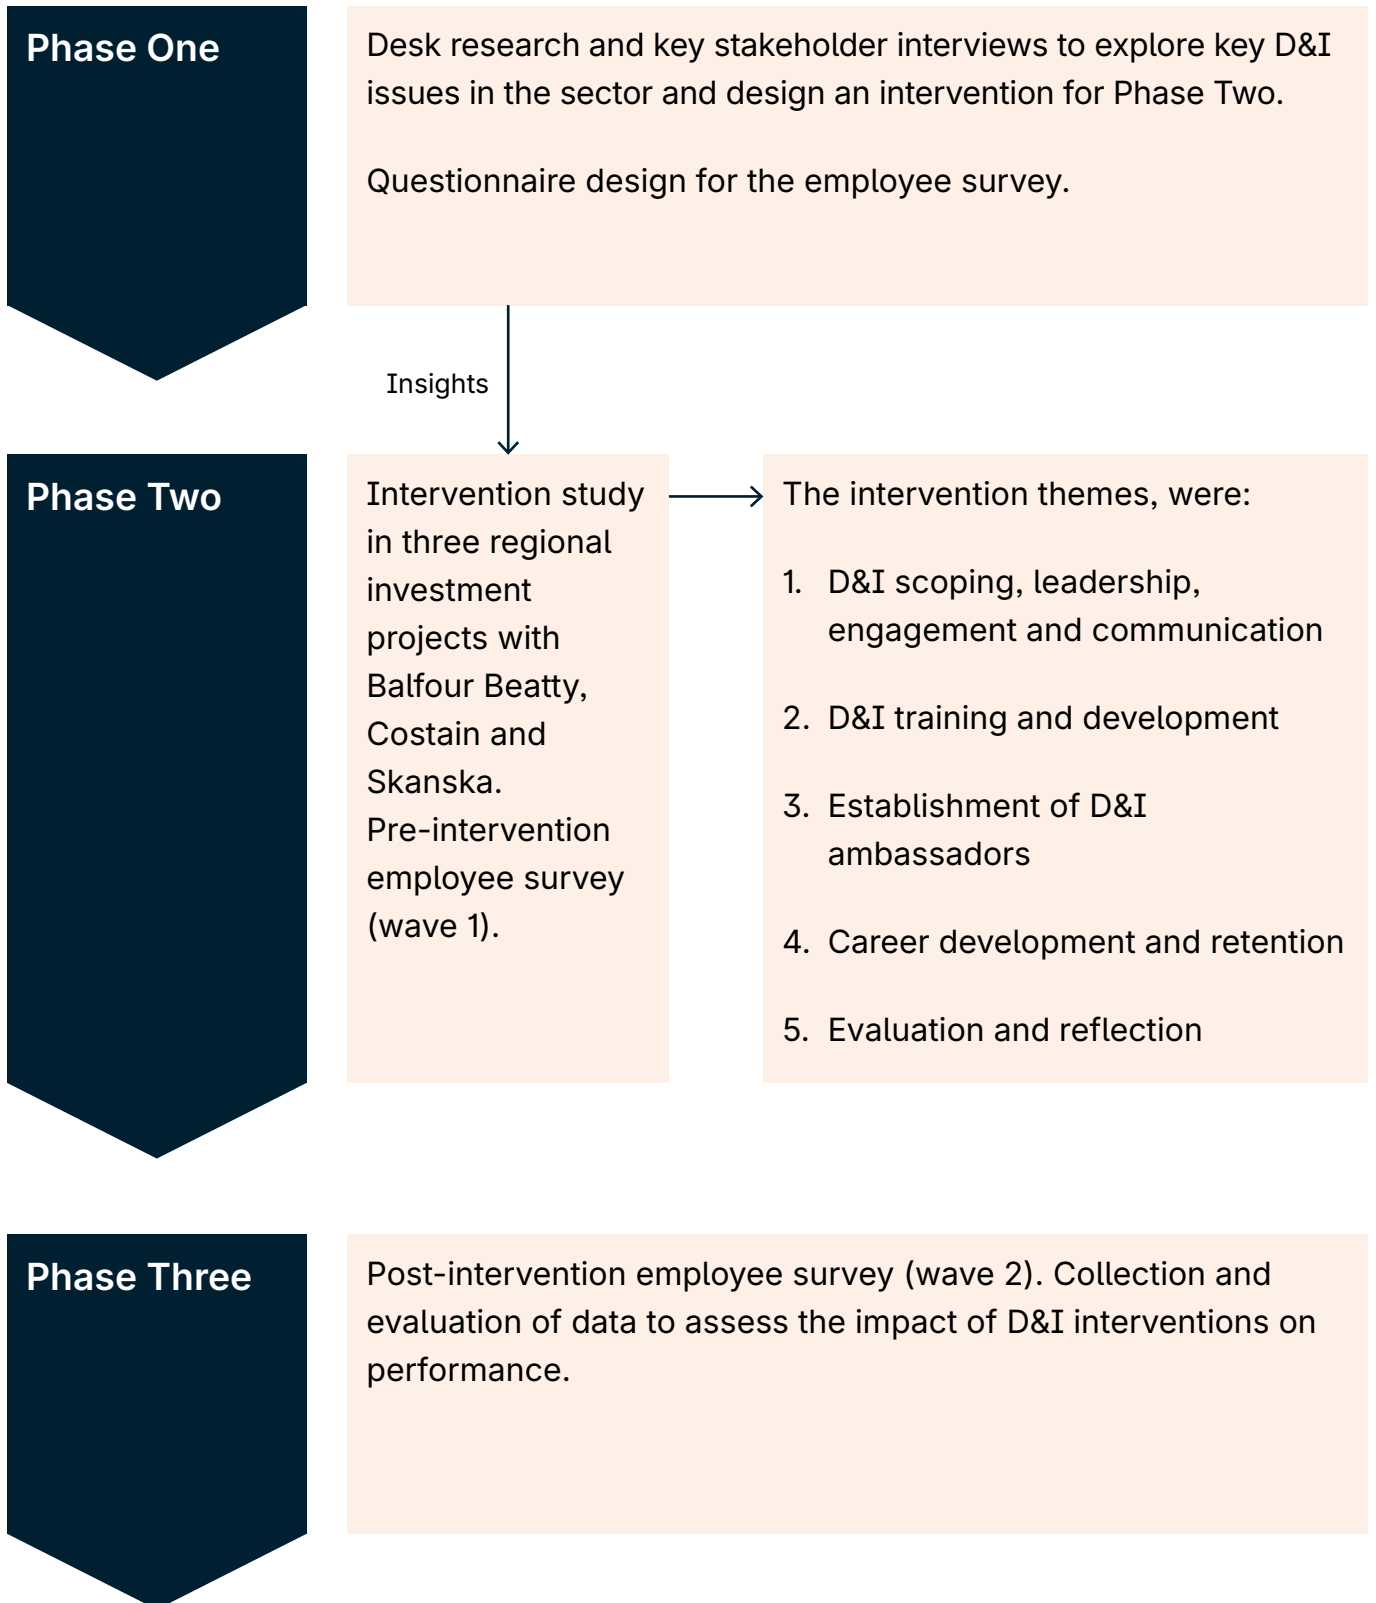 Phase One
Desk research and key stakeholder interviews to explore key D&I
issues in the sector and design an intervention for Phase Two.
Questionnaire design for the employee survey.
Insights
Phase Two
Intervention study
in three regional
investment
projects with
Balfour Beatty,
Costain and
Skanska.
Pre-intervention
employee survey
(wave 1).
The intervention themes, were:
1. D&I scoping, leadership,
engagement and communication
2. D&I training and development
3. Establishment of D&I
ambassadors
4. Career development and retention
5. Evaluation and reflection
Phase Three
Post-intervention employee survey (wave 2). Collection and
evaluation of data to assess the impact of D&I interventions on
performance.